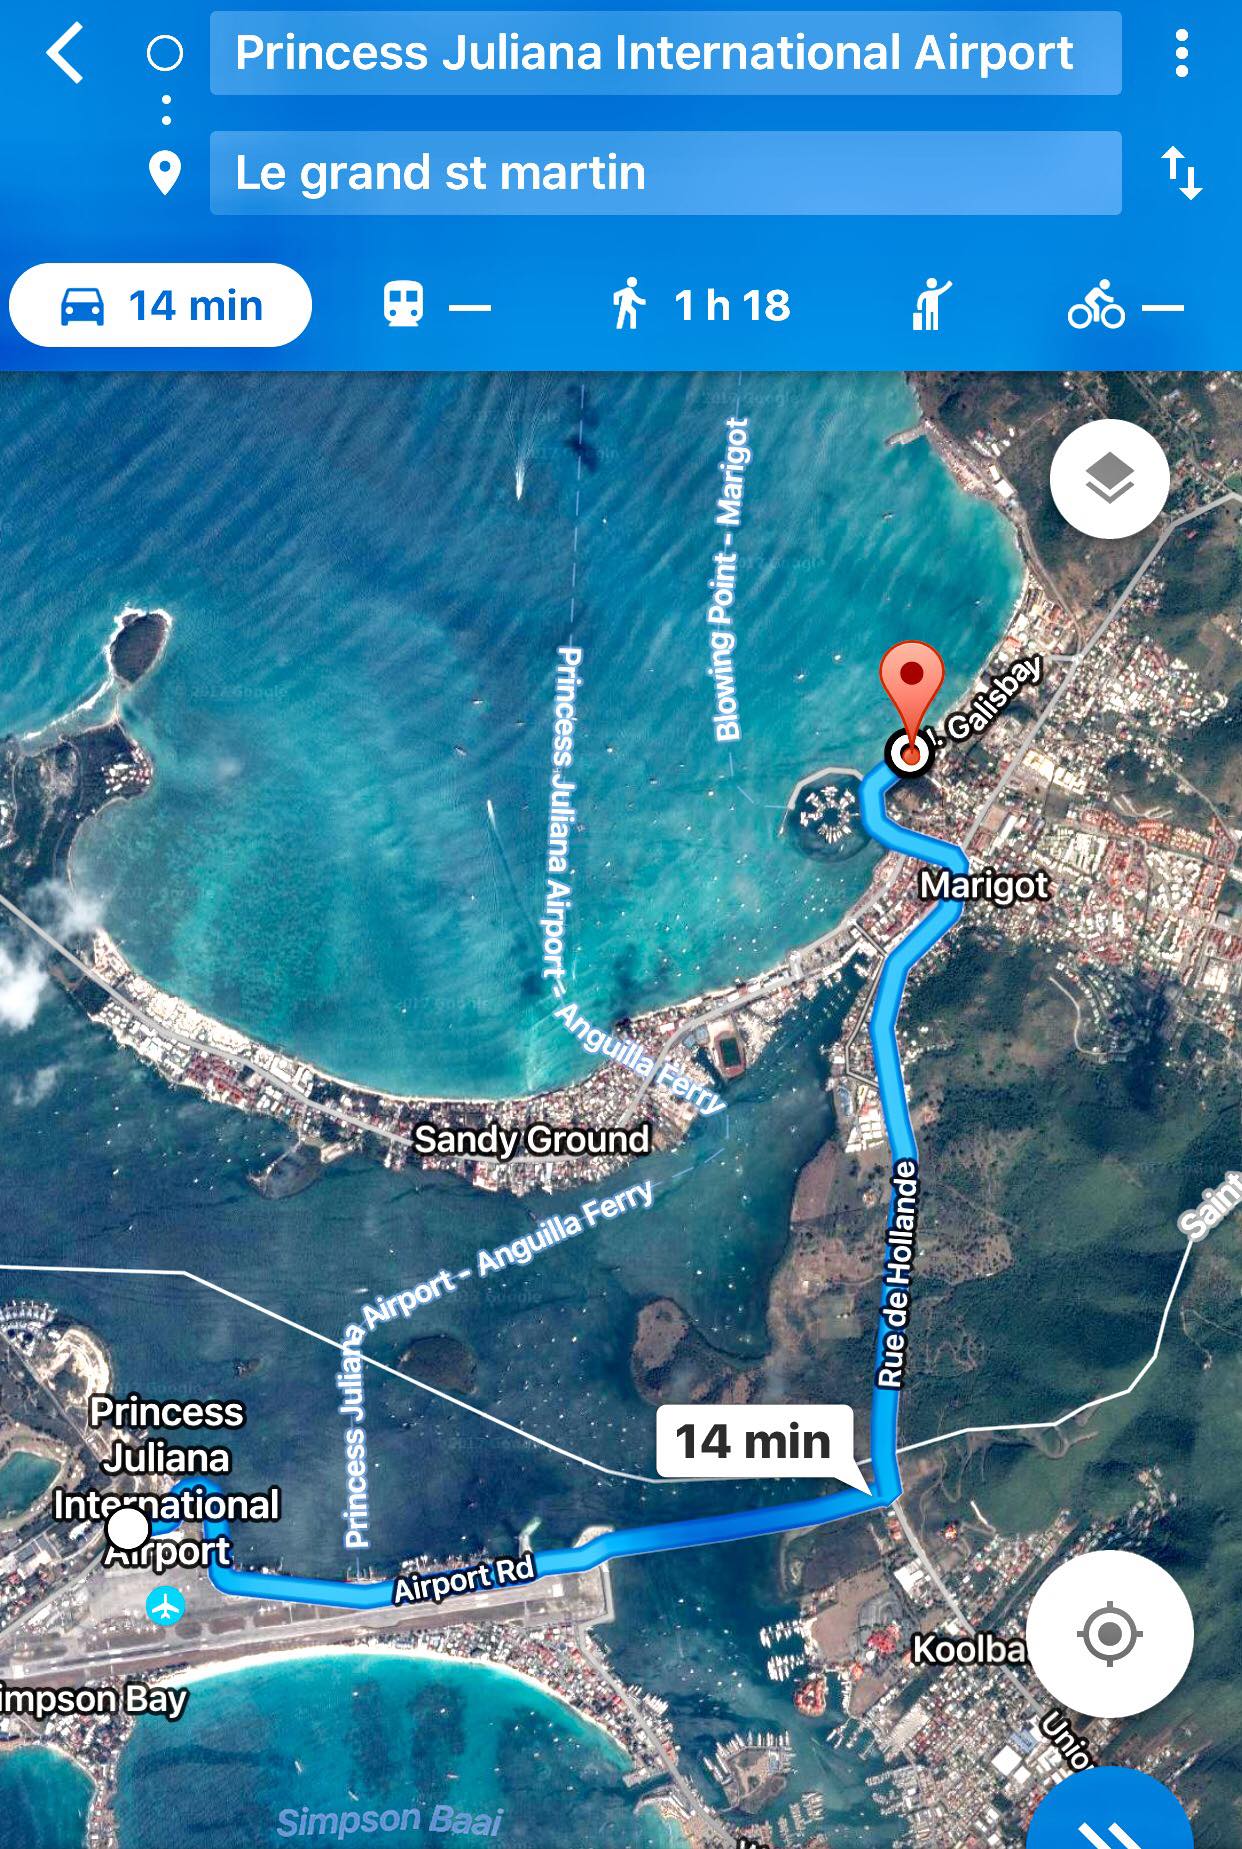 Princess Juliana International Airport
Le grand st martin
14 min
—
1 h 18
—
Blowing Point - Marigot
Galisbay
Princess Juliana Airport - Anguilla Ferry
Marigot
Sandy Ground
Princess Juliana Airport - Anguilla Ferry
Rue de Hollande
Saint
Princess
Juliana
International
Airport
14 min
Airport Rd
Koolba
impson Bay
Unio
Simpson Baai